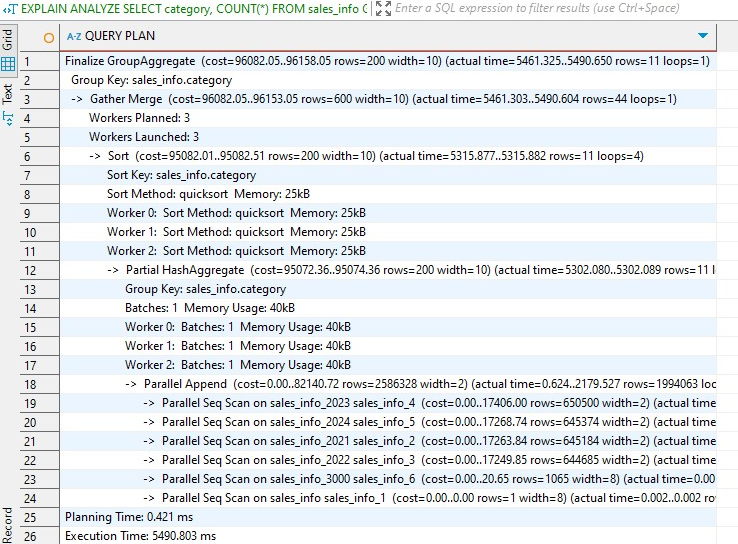 EXPLAIN ANALYZE SELECT category, COUNT(*) FROM sales_info G
Enter a SQL expression to filter results (use Ctrl+Space)
Grid
Text
Record
A-Z QUERY PLAN
1 Finalize GroupAggregate (cost=96082.05..96158.05 rows=200 width=10) (actual time=5461.325..5490.650 rows=11 loops=1)
2 Group Key: sales_info.category
3 -> Gather Merge (cost=96082.05..96153.05 rows=600 width=10) (actual time=5461.303..5490.604 rows=44 loops=1)
4 Workers Planned: 3
5 Workers Launched: 3
6 -> Sort (cost=95082.01..95082.51 rows=200 width=10) (actual time=5315.877..5315.882 rows=11 loops=4)
7 Sort Key: sales_info.category
8 Sort Method: quicksort Memory: 25kB
9 Worker 0: Sort Method: quicksort Memory: 25kB
10 Worker 1: Sort Method: quicksort Memory: 25kB
11 Worker 2: Sort Method: quicksort Memory: 25kB
12 -> Partial HashAggregate (cost=95072.36..95074.36 rows=200 width=10) (actual time=5302.080..5302.089 rows=11 l
13 Group Key: sales_info.category
14 Batches: 1 Memory Usage: 40kB
15 Worker 0: Batches: 1 Memory Usage: 40kB
16 Worker 1: Batches: 1 Memory Usage: 40kB
17 Worker 2: Batches: 1 Memory Usage: 40kB
18 -> Parallel Append (cost=0.00..82140.72 rows=2586328 width=2) (actual time=0.624..2179.527 rows=1994063 loo
19 -> Parallel Seq Scan on sales_info_2023 sales_info_4 (cost=0.00..17406.00 rows=650500 width=2) (actual time
20 -> Parallel Seq Scan on sales_info_2024 sales_info_5 (cost=0.00..17268.74 rows=645374 width=2) (actual time
21 -> Parallel Seq Scan on sales_info_2021 sales_info_2 (cost=0.00..17263.84 rows=645184 width=2) (actual time
22 -> Parallel Seq Scan on sales_info_2022 sales_info_3 (cost=0.00..17249.85 rows=644685 width=2) (actual time
23 -> Parallel Seq Scan on sales_info_3000 sales_info_6 (cost=0.00..20.65 rows=1065 width=8) (actual time=0.00
24 -> Parallel Seq Scan on sales_info sales_info_1 (cost=0.00..0.00 rows=1 width=8) (actual time=0.002..0.002 ro
25 Planning Time: 0.421 ms
26 Execution Time: 5490.803 ms